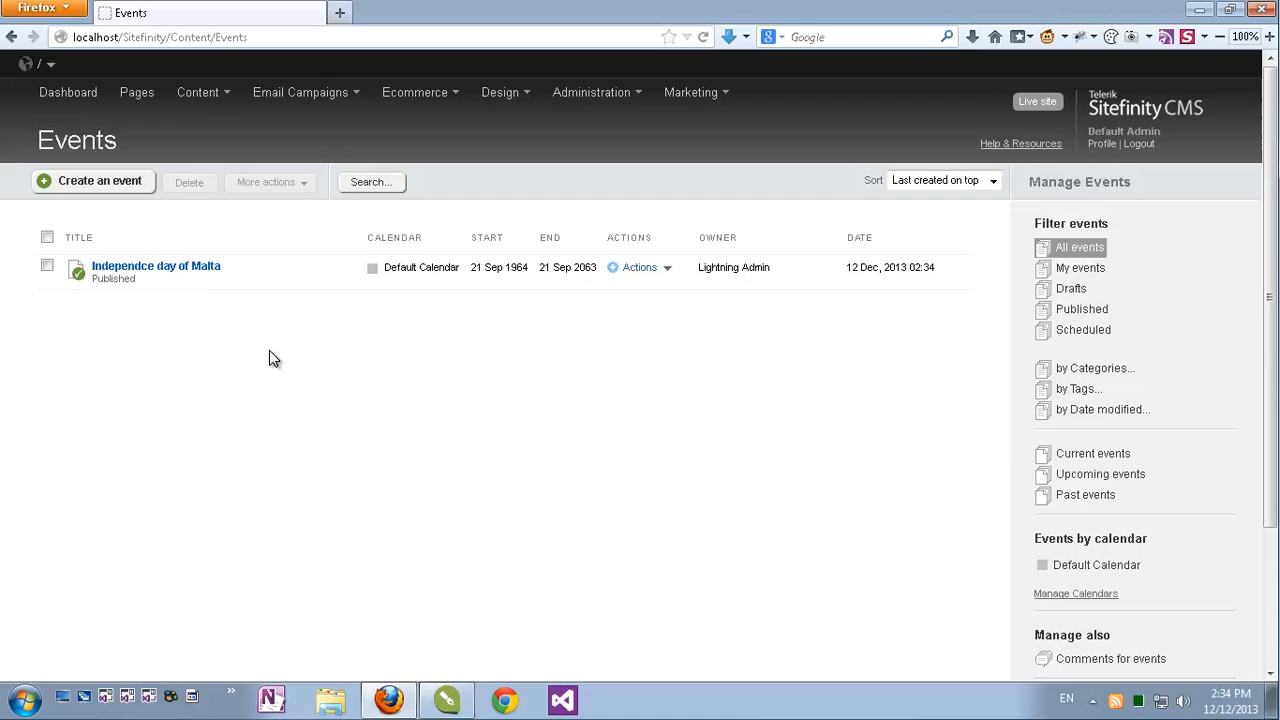 Firefox
Events
localhost/Sitefinity/Content/Events
Google
100%
/
Dashboard Pages Content Email Campaigns Ecommerce Design Administration Marketing
Live site
Telerik
Sitefinity CMS
Default Admin
Help & Resources
Profile | Logout
Events
Create an event Delete More actions Search... Sort Last created on top Manage Events
TITLE CALENDAR START END ACTIONS OWNER DATE
Independce day of Malta Default Calendar 21 Sep 1964 21 Sep 2063 Actions Lightning Admin 12 Dec, 2013 02:34
Published
Filter events
All events
My events
Drafts
Published
Scheduled
by Categories...
by Tags...
by Date modified...
Current events
Upcoming events
Past events
Events by calendar
Default Calendar
Manage Calendars
Manage also
Comments for events
EN
2:34 PM
12/12/2013